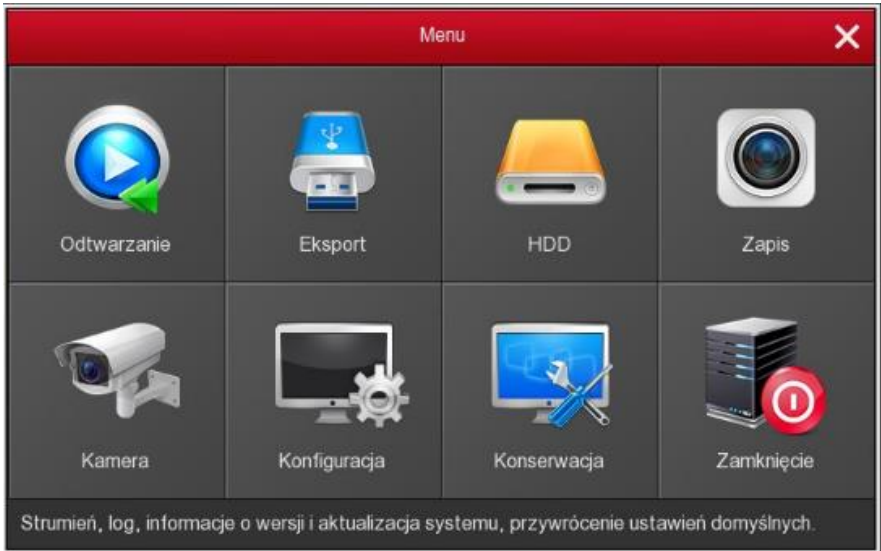 Menu
Odtwarzanie Eksport HDD Zapis
Kamera Konfiguracja Konserwacja Zamknięcie
Strumień, log, informacje o wersji i aktualizacja systemu, przywrócenie ustawień domyślnych.